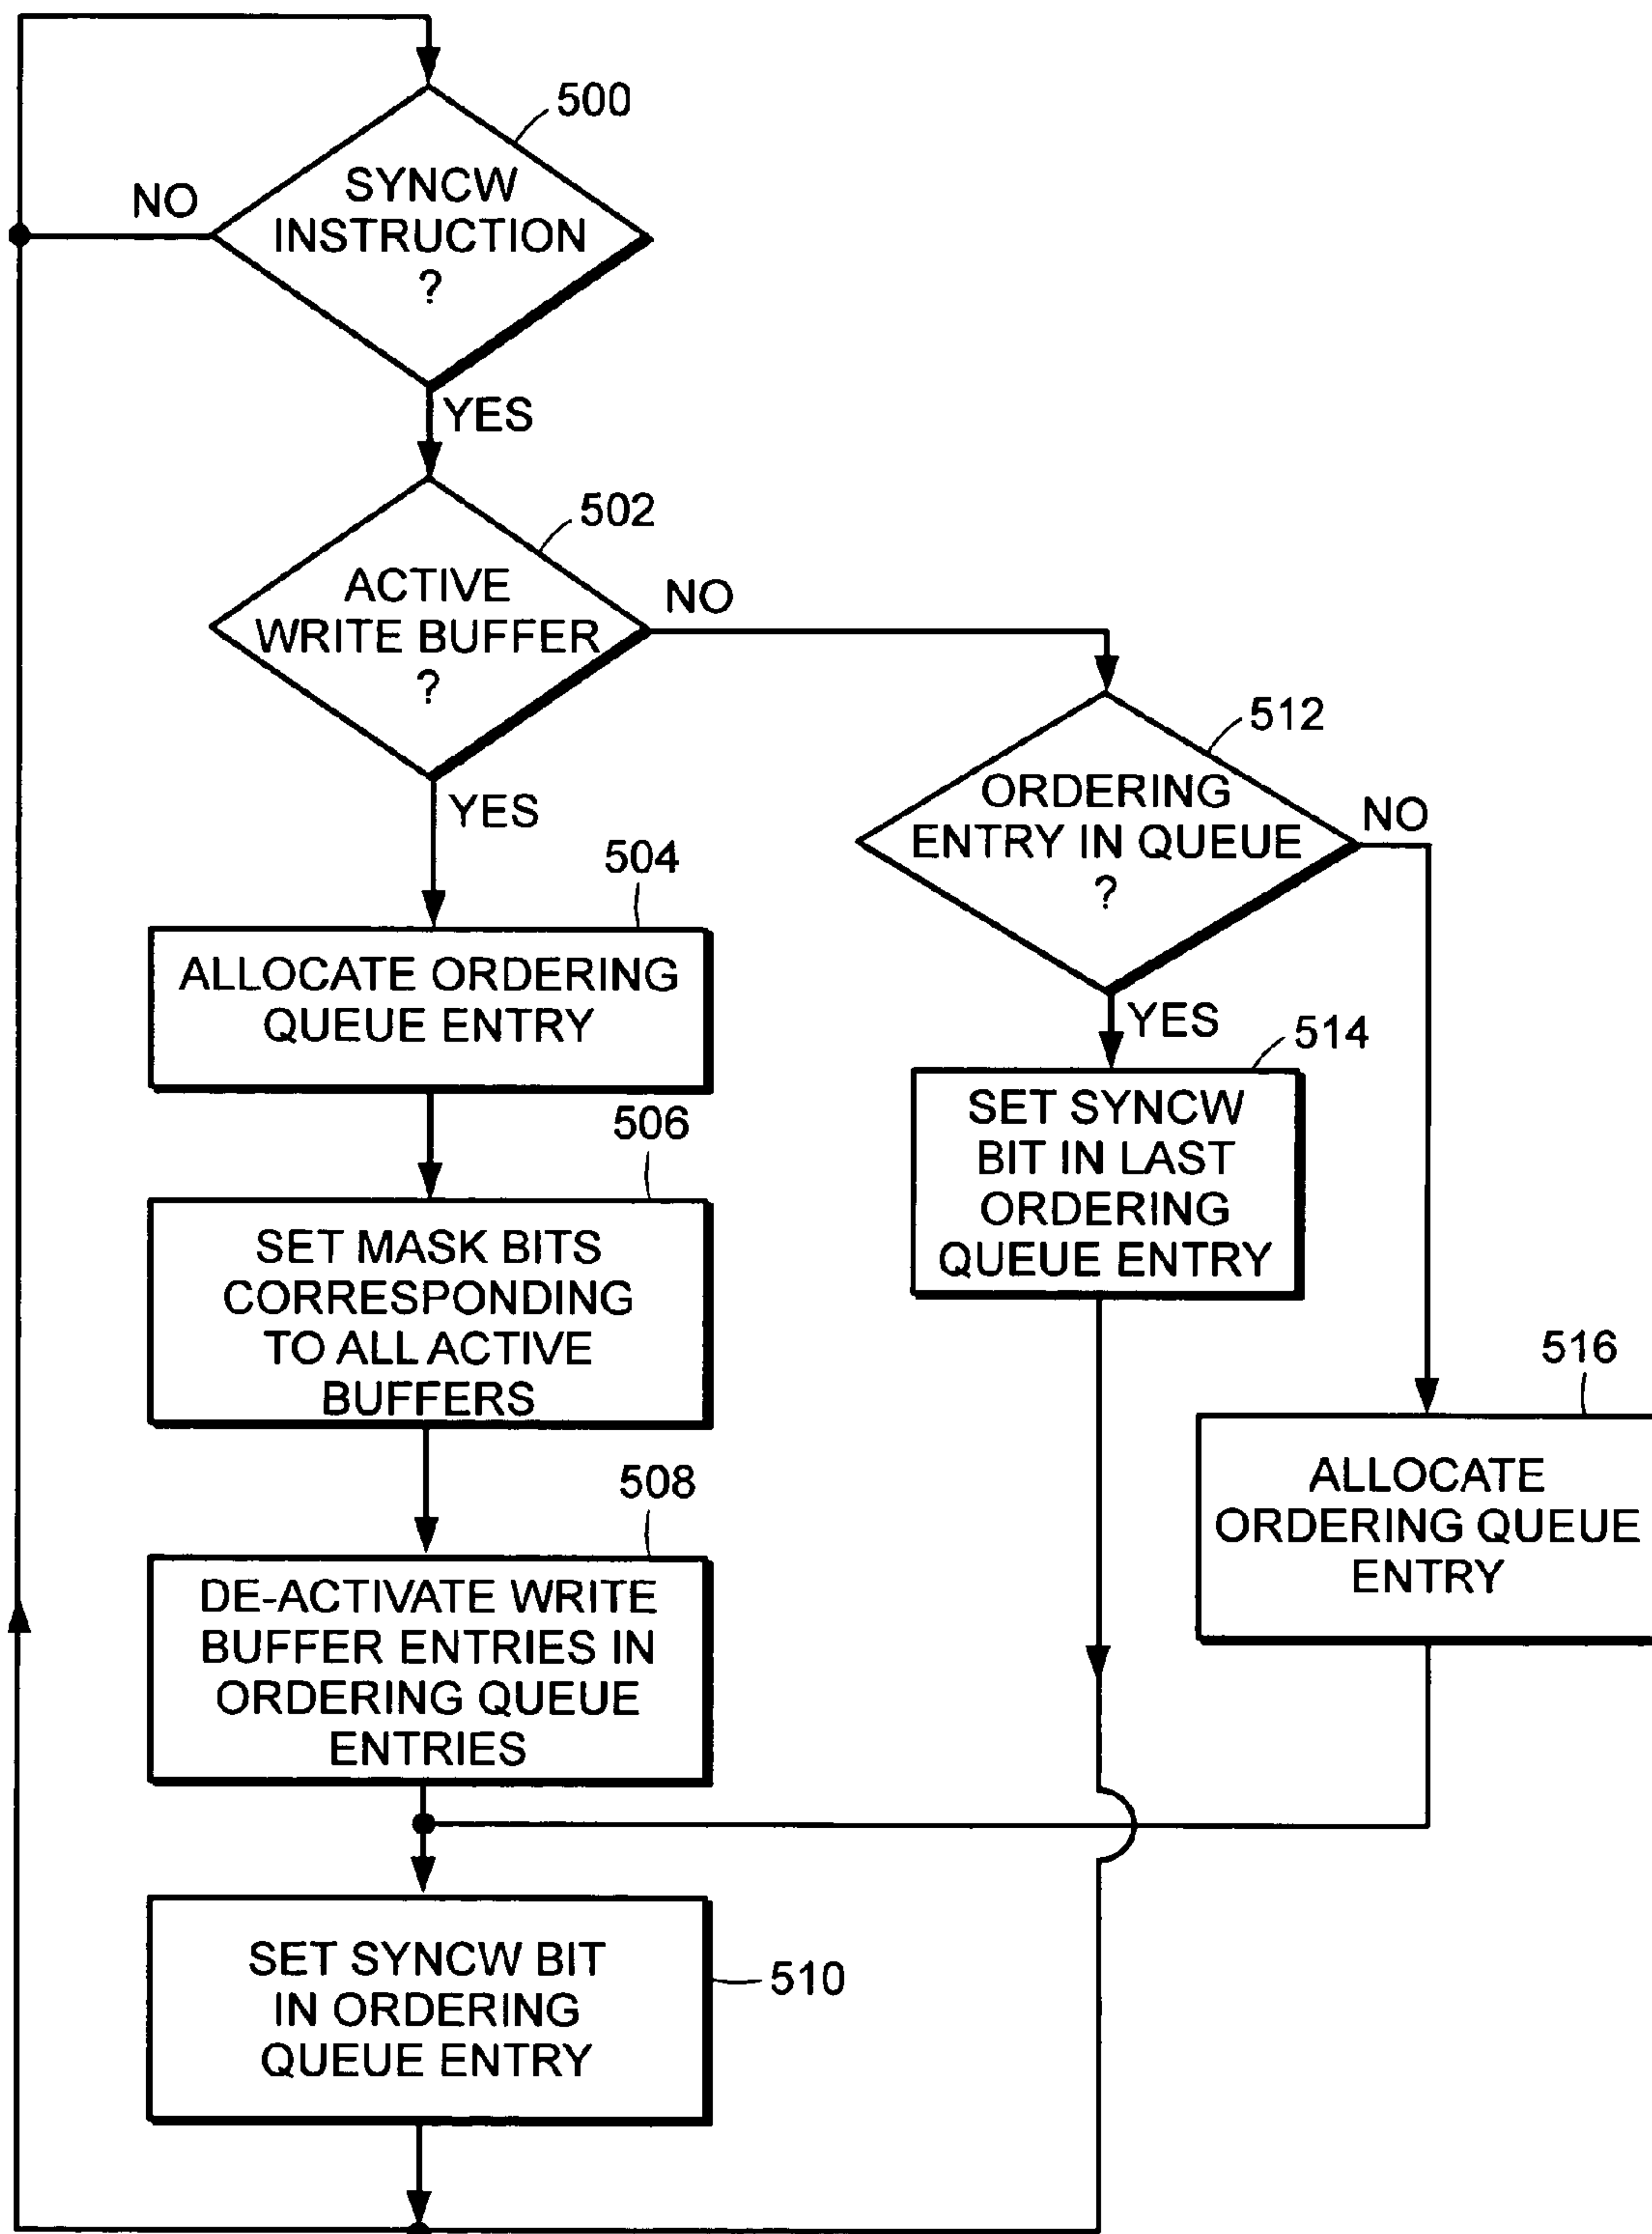 500
SYNCW
INSTRUCTION
?
NO
YES
502
ACTIVE
WRITE BUFFER
?
NO
YES
512
ORDERING
ENTRY IN QUEUE
?
NO
YES
504
ALLOCATE ORDERING
QUEUE ENTRY
506
SET MASK BITS
CORRESPONDING
TO ALL ACTIVE
BUFFERS
514
SET SYNCW
BIT IN LAST
ORDERING
QUEUE ENTRY
516
ALLOCATE
ORDERING QUEUE
ENTRY
508
DE-ACTIVATE WRITE
BUFFER ENTRIES IN
ORDERING QUEUE
ENTRIES
SET SYNCW BIT
IN ORDERING
QUEUE ENTRY
510